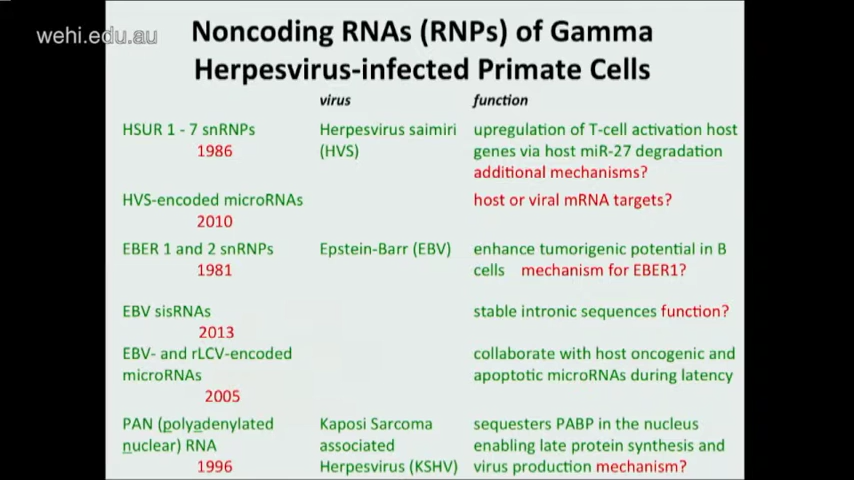 wehi.edu.au
Noncoding RNAs (RNPs) of Gamma
Herpesvirus-infected Primate Cells
virus function
HSUR 1 - 7 snRNPs Herpesvirus saimiri upregulation of T-cell activation host
1986 (HVS) genes via host miR-27 degradation
additional mechanisms?
HVS-encoded microRNAs host or viral mRNA targets?
2010
EBER 1 and 2 snRNPs Epstein-Barr (EBV) enhance tumorigenic potential in B
1981 cells mechanism for EBER1?
EBV sisRNAs stable intronic sequences function?
2013
EBV- and rLCV-encoded collaborate with host oncogenic and
microRNAs apoptotic microRNAs during latency
2005
PAN (polyadenylated Kaposi Sarcoma sequesters PABP in the nucleus
nuclear) RNA associated enabling late protein synthesis and
1996 Herpesvirus (KSHV) virus production mechanism?